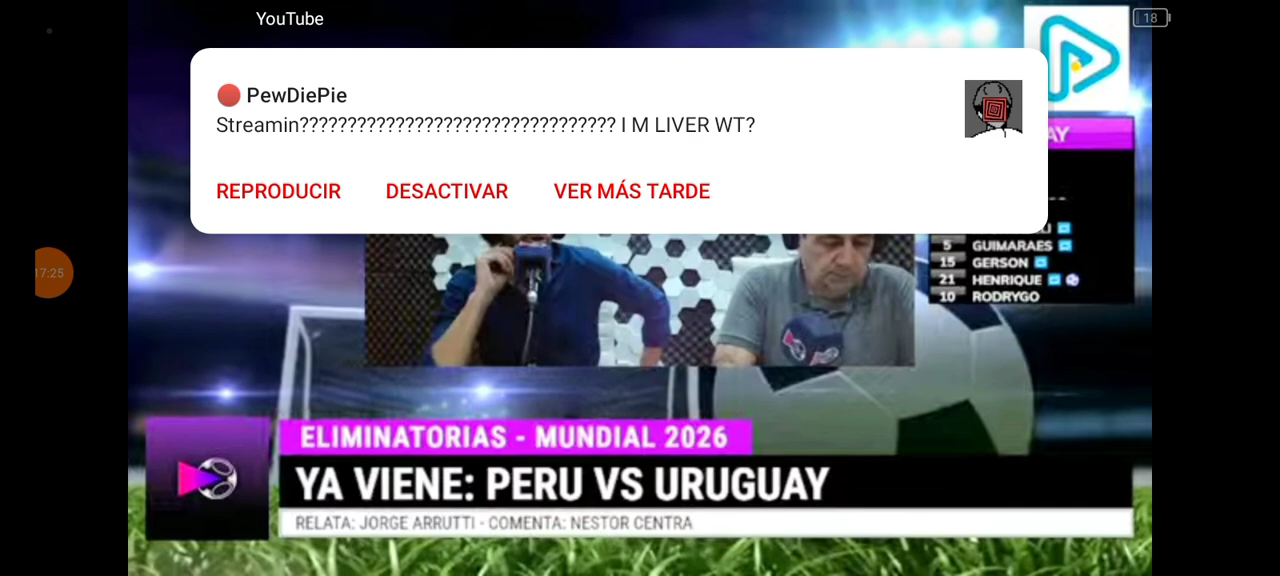 YouTube
18
PewDiePie
Streamin????????????????????????????????? I M LIVER WT?
REPRODUCIR DESACTIVAR VER MÁS TARDE
AY
17:25
5 GUIMARAES
15 GERSON
21 HENRIQUE
10 RODRYGO
ELIMINATORIAS - MUNDIAL 2026
YA VIENE: PERU VS URUGUAY
RELATA: JORGE ARRUTTI - COMENTA: NESTOR CENTRA